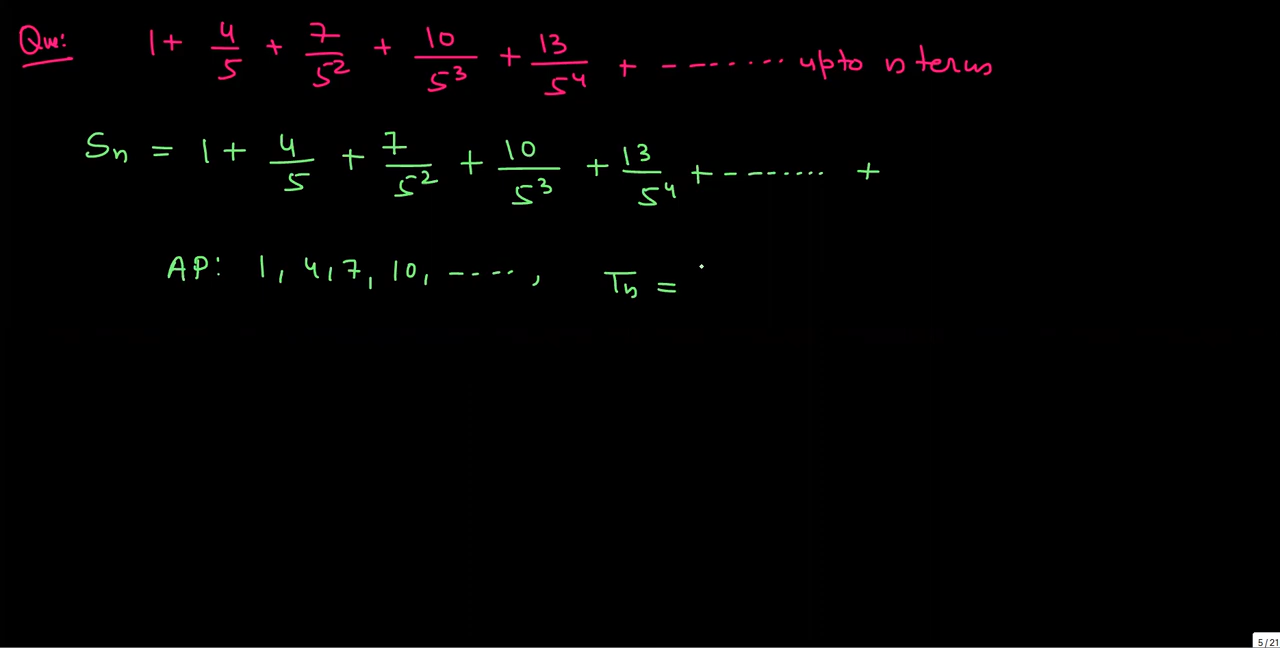 Que: 1 + 4/5 + 7/5² + 10/5³ + 13/5⁴ + -------- upto n terms
Sn = 1 + 4/5 + 7/5² + 10/5³ + 13/5⁴ + -------- +
AP: 1, 4, 7, 10, ----, Tn =
5 / 21